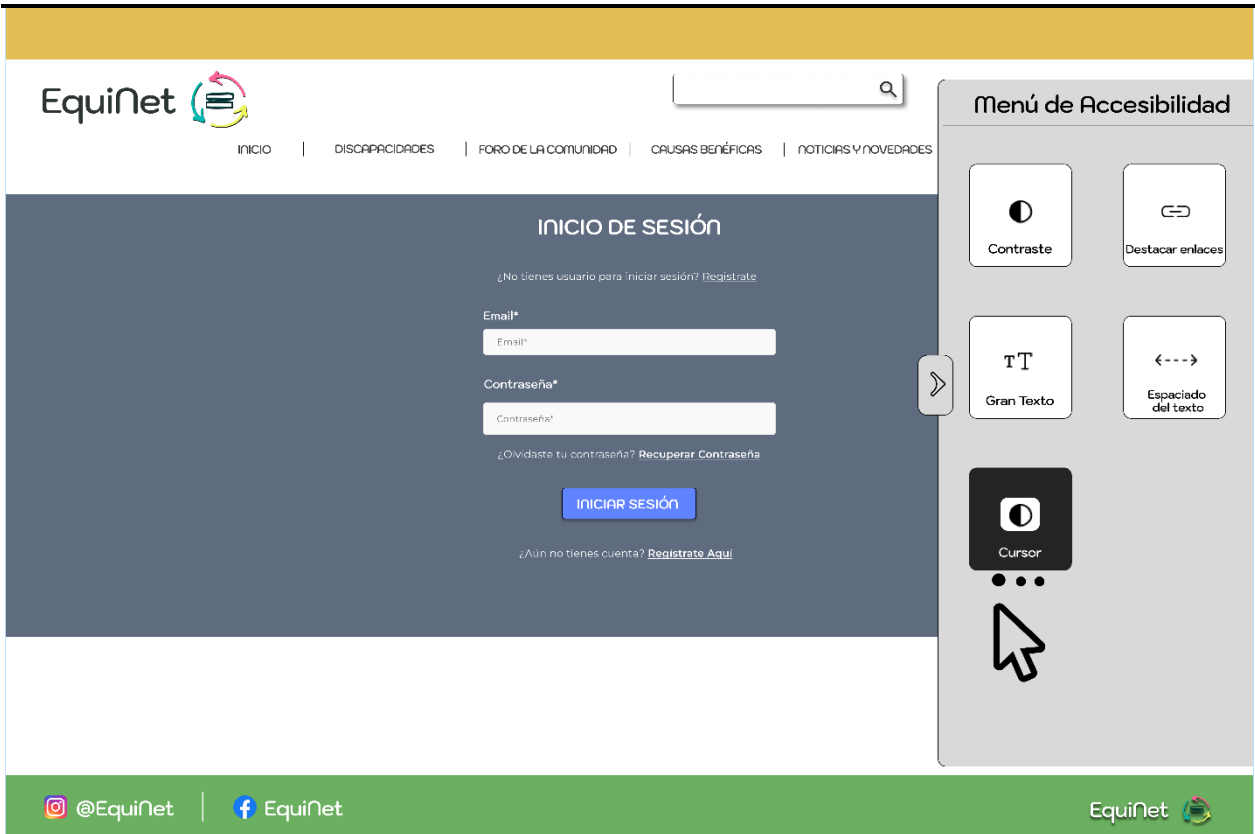 EquiNet
INICIO | DISCAPACIDADES | FORO DE LA COMUNIDAD | CAUSAS BENÉFICAS | NOTICIAS Y NOVEDADES
INICIO DE SESIÓN
¿No tienes usuario para iniciar sesión? Registrate
Email*
Email*
Contraseña*
Contraseña*
¿Olvidaste tu contraseña? Recuperar Contraseña
INICIAR SESIÓN
¿Aún no tienes cuenta? Registrate Aquí
Menú de Accesibilidad
Contraste
Destacar enlaces
TT
Gran Texto
Espaciado
del texto
Cursor
@EquiNet | EquiNet
EquiNet